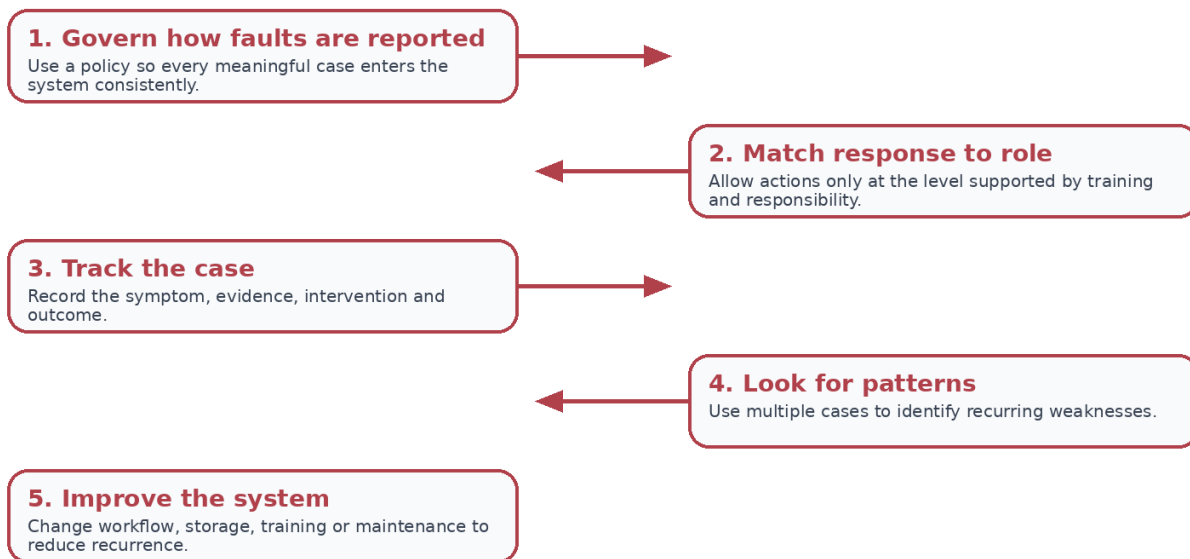 1. Govern how faults are reported
Use a policy so every meaningful case enters the
system consistently.
2. Match response to role
Allow actions only at the level supported by training
and responsibility.
3. Track the case
Record the symptom, evidence, intervention and
outcome.
4. Look for patterns
Use multiple cases to identify recurring weaknesses.
5. Improve the system
Change workflow, storage, training or maintenance to
reduce recurrence.